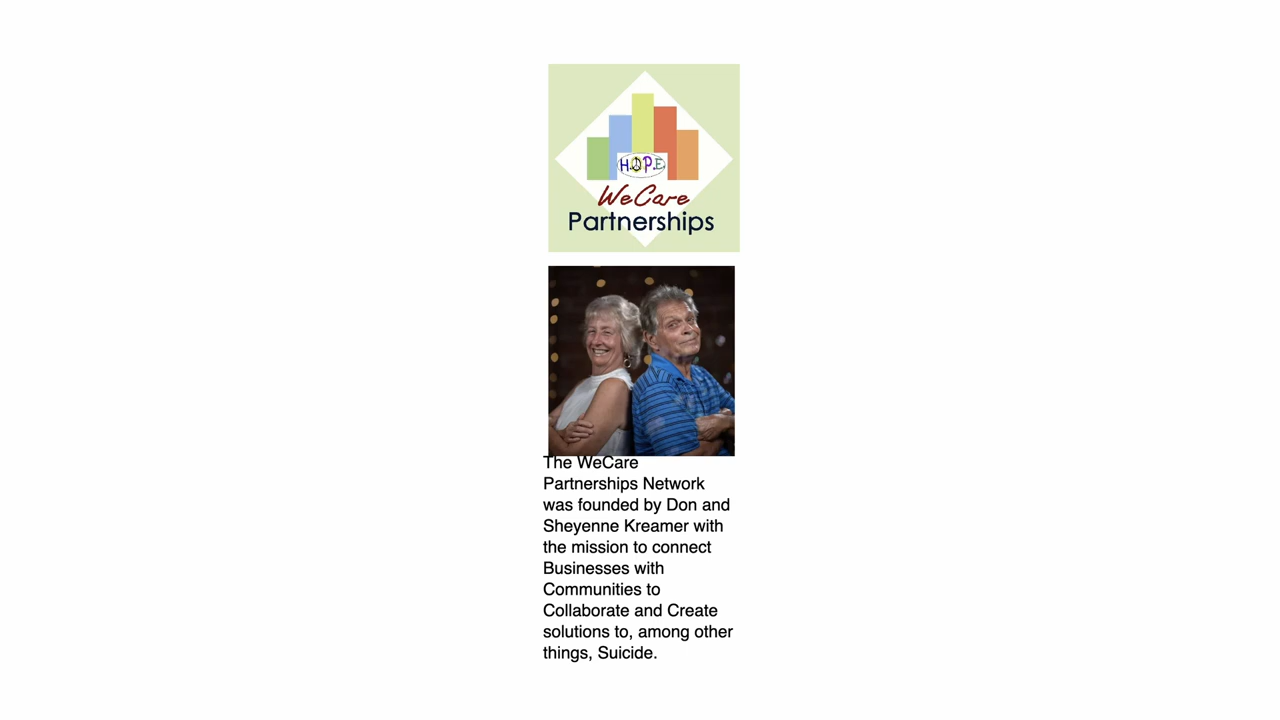 H.O.P.E.
WeCare
Partnerships
The WeCare
Partnerships Network
was founded by Don and
Sheyenne Kreamer with
the mission to connect
Businesses with
Communities to
Collaborate and Create
solutions to, among other
things, Suicide.